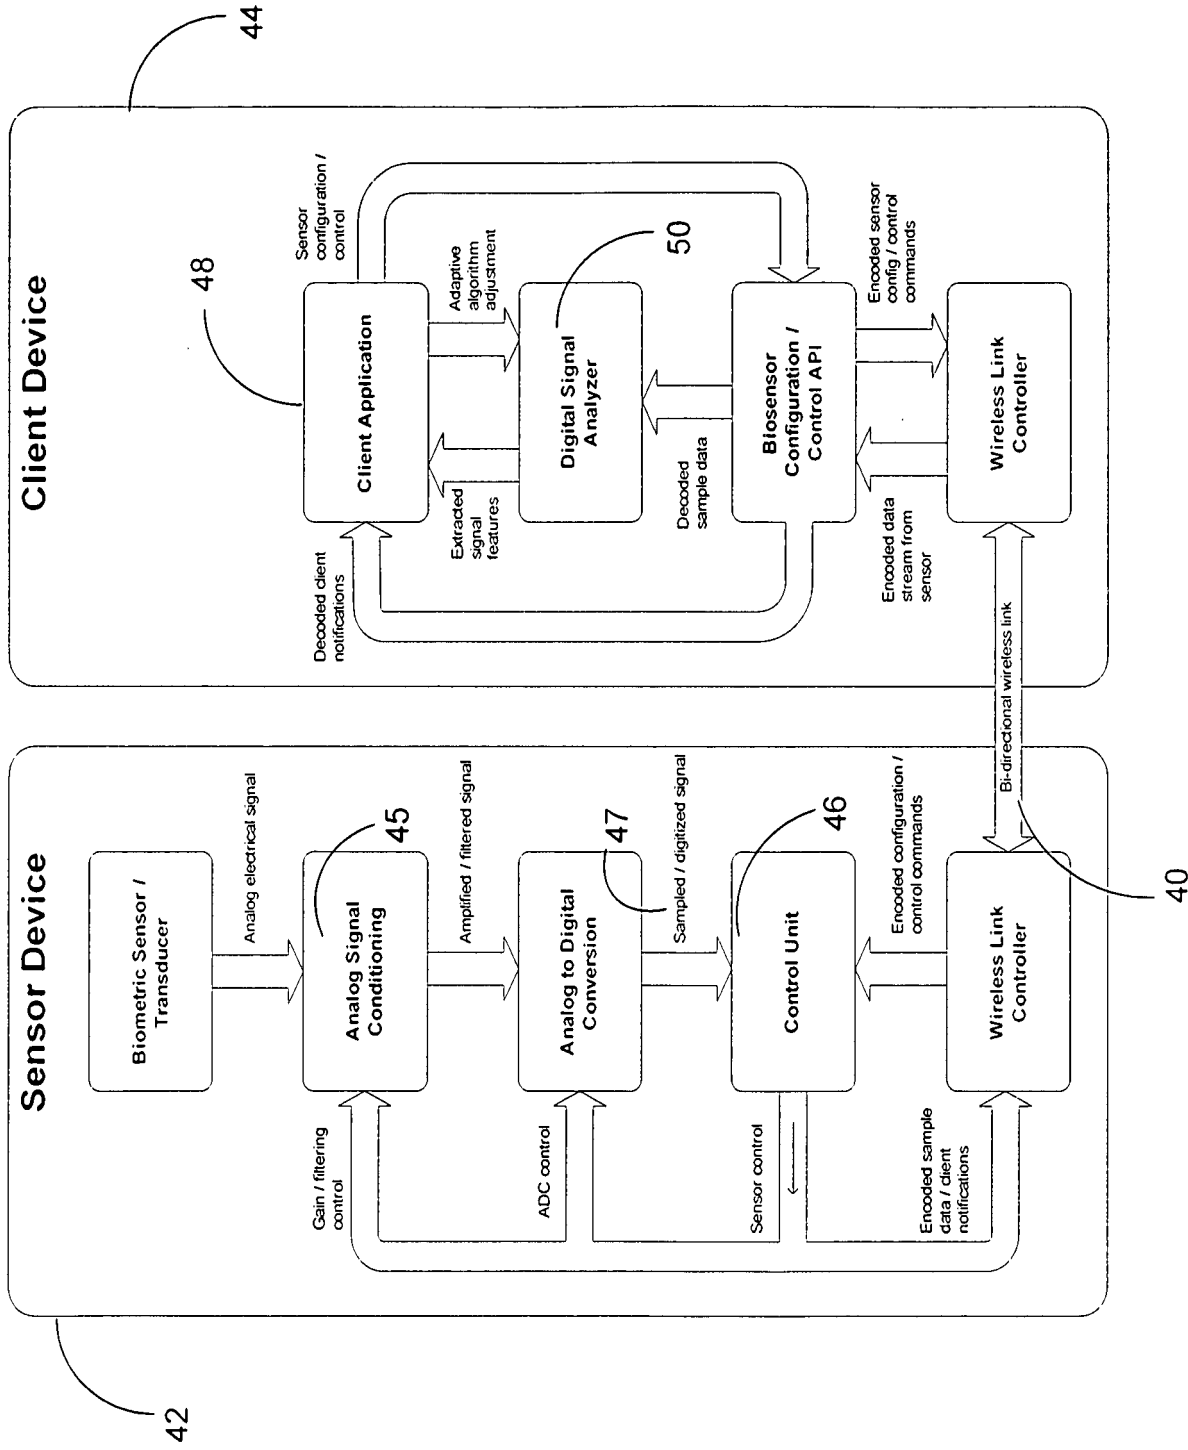 Sensor Device
Biometric Sensor /
Transducer
Analog electrical signal
Gain / filtering
control
Analog Signal
Conditioning
45
Amplified / filtered signal
ADC control
Analog to Digital
Conversion
47
Sampled / digitized signal
Sensor control
Control Unit
46
Encoded configuration /
control commands
Encoded sample
data / client
notifications
Wireless Link
Controller
42
40
Bi-directional wireless link
Client Device
44
48
Decoded client
notifications
Client Application
Sensor
configuration /
control
Extracted
signal
features
Adaptive
algorithm
adjustment
Digital Signal
Analyzer
50
Decoded
sample data
Biosensor
Configuration /
Control API
Encoded data
stream from
sensor
Encoded sensor
config / control
commands
Wireless Link
Controller